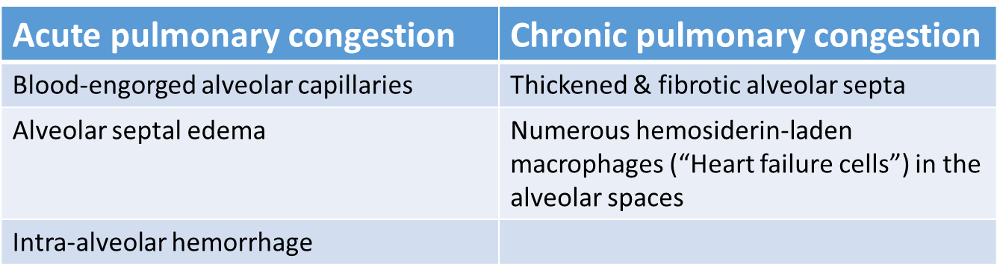 Acute pulmonary congestion
Chronic pulmonary congestion
Blood-engorged alveolar capillaries
Thickened & fibrotic alveolar septa
Alveolar septal edema
Numerous hemosiderin-laden
macrophages (“Heart failure cells”) in the
alveolar spaces
Intra-alveolar hemorrhage